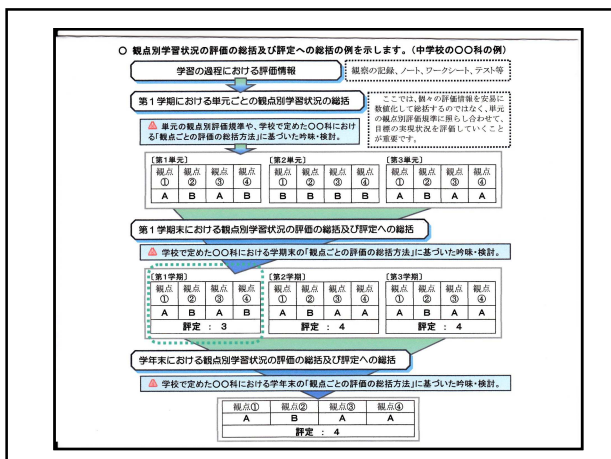 ○ 観点別学習状況の評価の総括及び評定への総括の例を示します。(中学校の〇〇科の例)
学習の過程における評価情報
観察の記録、ノート、ワークシート、テスト等
第1学期における単元ごとの観点別学習状況の総括
ここでは、個々の評価情報を安易に
数値化して総括するのではなく、単元
の観点別評価規準に照らし合わせて、
目標の実現状況を評価していくこと
が重要です。
単元の観点別評価規準や、学校で定めた〇〇科におけ
る「観点ごとの評価の総括方法」に基づいた吟味・検討。
[第1単元] [第2単元] [第3単元]
観点① 観点② 観点③ 観点④ 観点① 観点② 観点③ 観点④ 観点① 観点② 観点③ 観点④
A B A B B B B B A B A A
第1学期末における観点別学習状況の評価の総括及び評定への総括
学校で定めた〇〇科における学期末の「観点ごとの評価の総括方法」に基づいた吟味・検討。
[第1学期] [第2学期] [第3学期]
観点① 観点② 観点③ 観点④ 観点① 観点② 観点③ 観点④ 観点① 観点② 観点③ 観点④
A B A B A B A A A B A A
評定 : 3 評定 : 4 評定 : 4
学年末における観点別学習状況の評価の総括及び評定への総括
学校で定めた〇〇科における学年末の「観点ごとの評価の総括方法」に基づいた吟味・検討。
観点① 観点② 観点③ 観点④
A B A A
評定 : 4